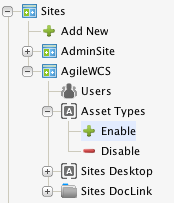 Sites
Add New
AdminSite
AgileWCS
Users
Asset Types
Enable
Disable
Sites Desktop
Sites DocLink